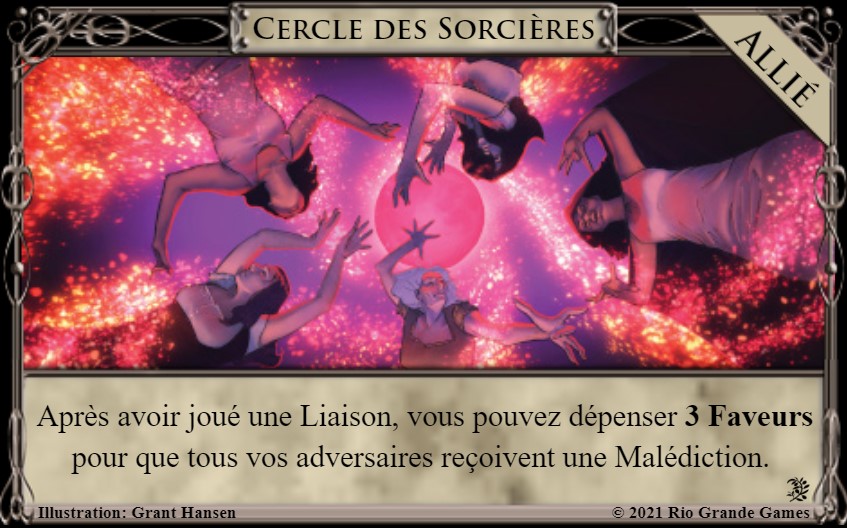 Cercle des Sorcières
Allié
Après avoir joué une Liaison, vous pouvez dépenser 3 Faveurs
pour que tous vos adversaires reçoivent une Malédiction.
Illustration: Grant Hansen
© 2021 Rio Grande Games